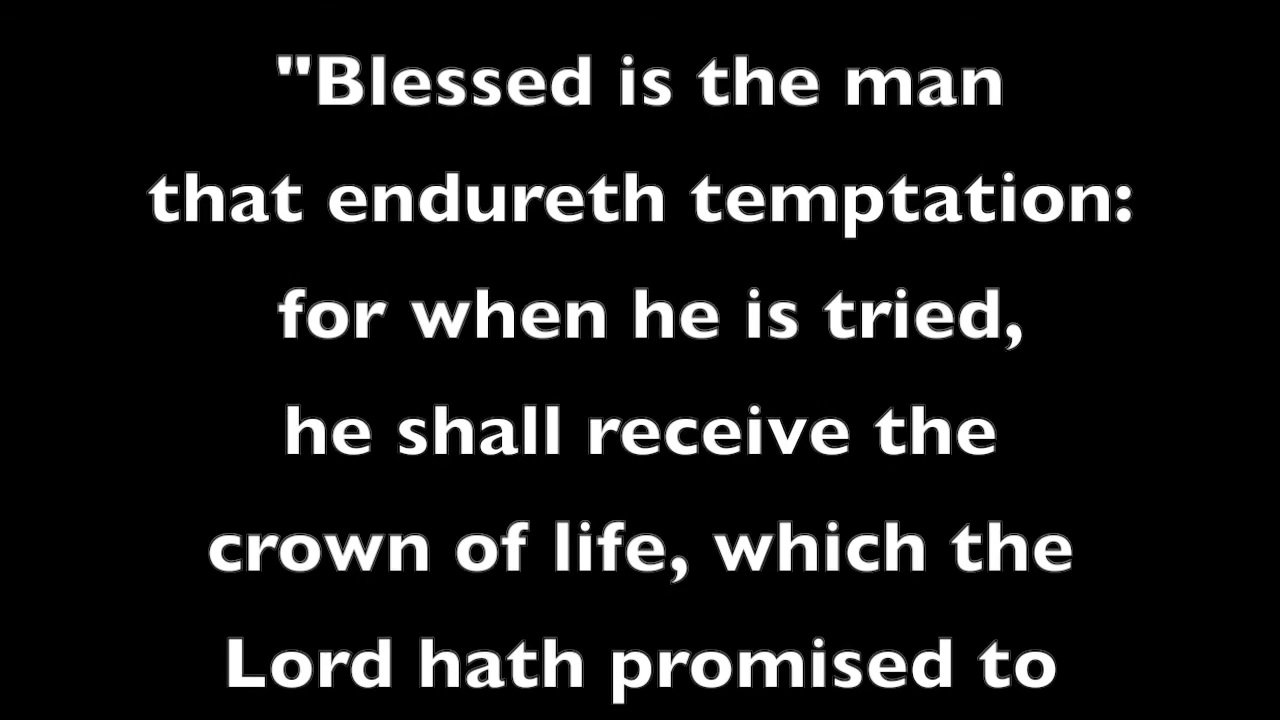 "Blessed is the man
that endureth temptation:
for when he is tried,
he shall receive the
crown of life, which the
Lord hath promised to